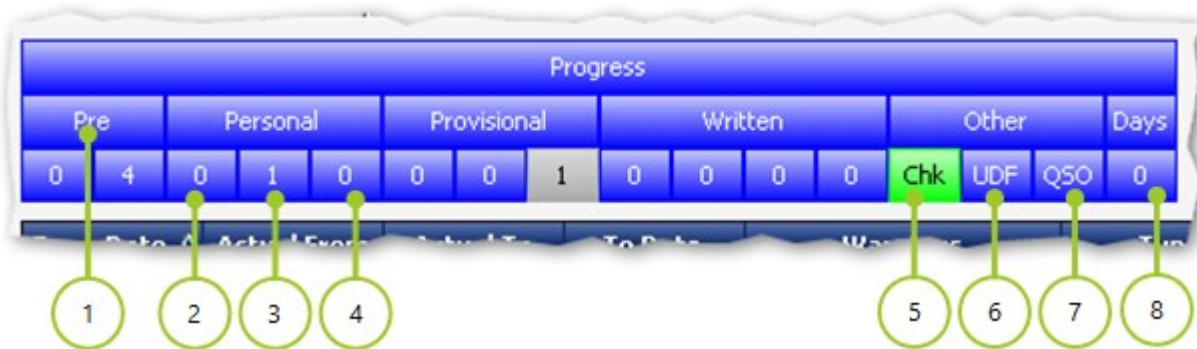 Progress
Pre Personal Provisional Written Other Days
0 4 0 1 0 0 0 1 0 0 0 0 Chk UDF QSO 0
1 2 3 4 5 6 7 8